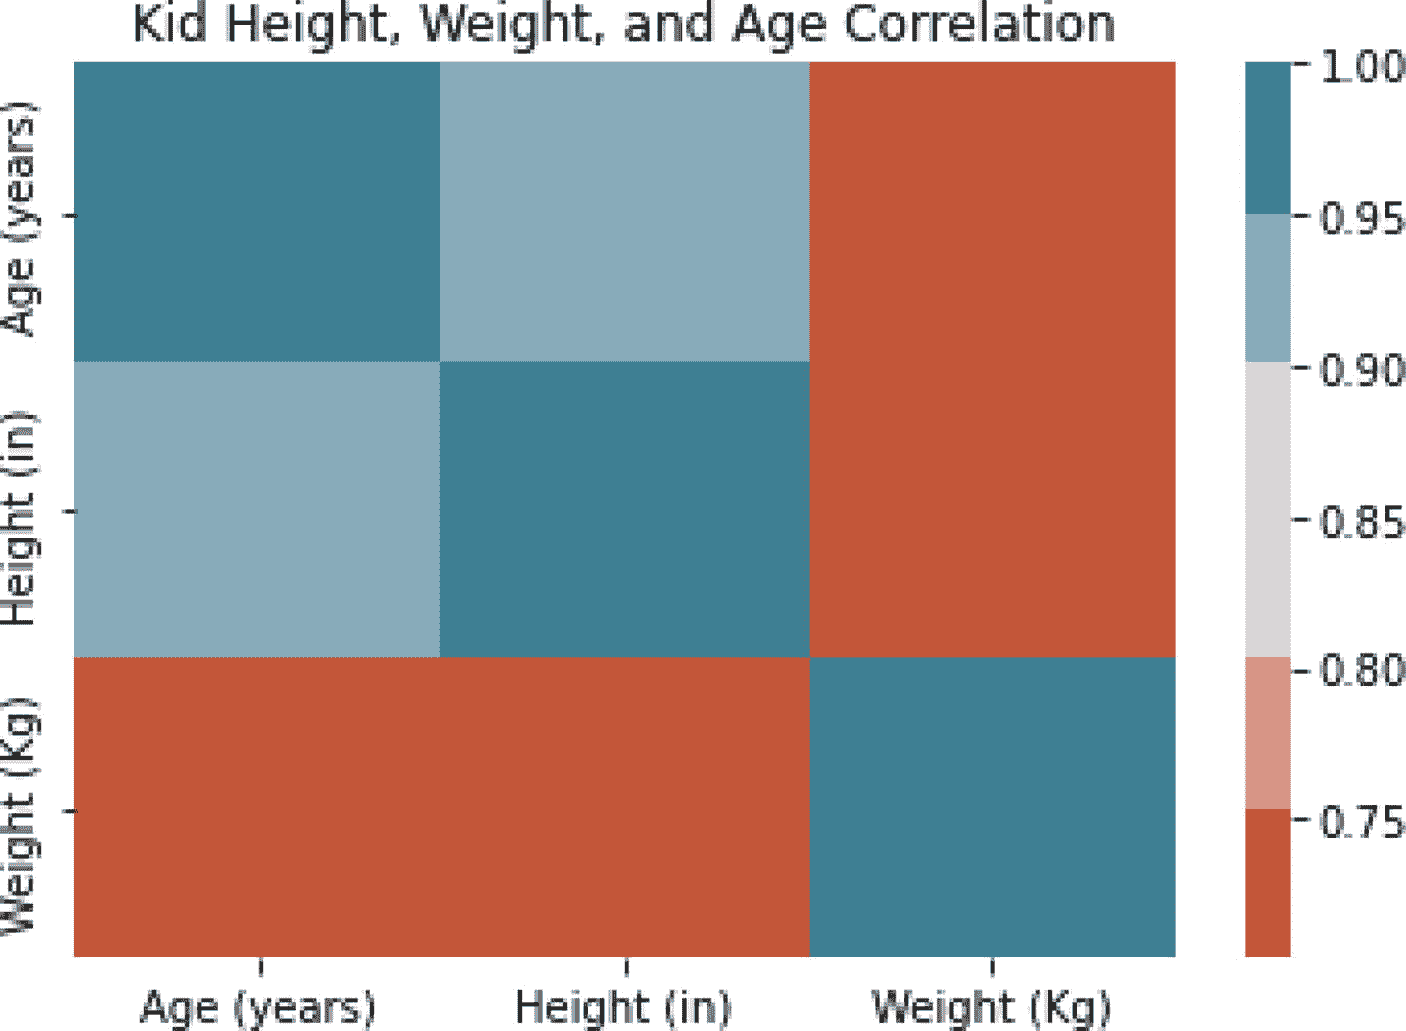 Kid Height, Weight, and Age Correlation
Age (years)
Height (in)
Weight (Kg)
Age (years)
Height (in)
Weight (Kg)
1.00
0.95
0.90
0.85
0.80
0.75